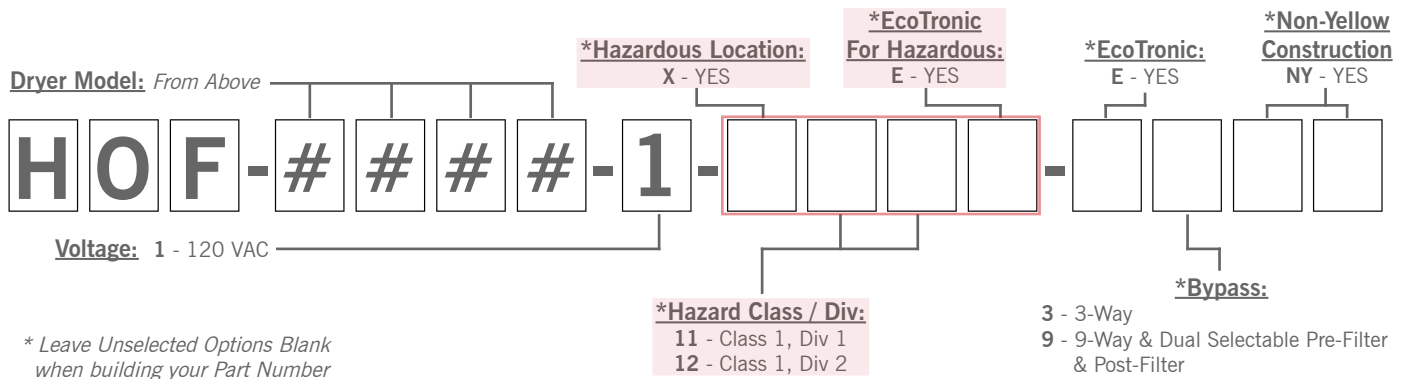 *EcoTronic
*Hazardous Location:
For Hazardous:
*EcoTronic:
*Non-Yellow
Construction
Dryer Model: From Above
X - YES
E - YES
E - YES
NY - YES
HOF-####-1- -
Voltage: 1 - 120 VAC
*Hazard Class / Div:
11 - Class 1, Div 1
12 - Class 1, Div 2
*Bypass:
3 - 3-Way
9 - 9-Way & Dual Selectable Pre-Filter
& Post-Filter
* Leave Unselected Options Blank
when building your Part Number